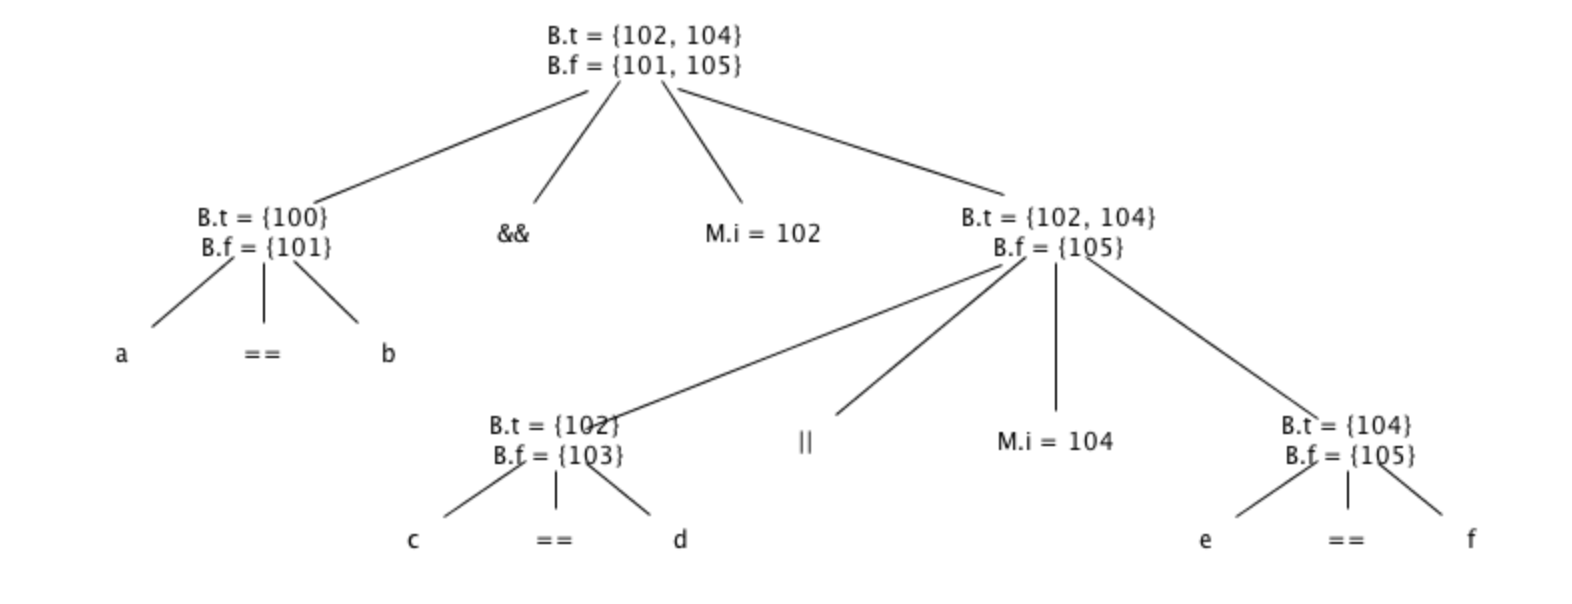 B.t = {102, 104}
B.f = {101, 105}
B.t = {100}
B.f = {101}
&&
M.i = 102
B.t = {102, 104}
B.f = {105}
a
==
b
B.t = {102}
B.f = {103}
||
M.i = 104
B.t = {104}
B.f = {105}
c
==
d
e
==
f